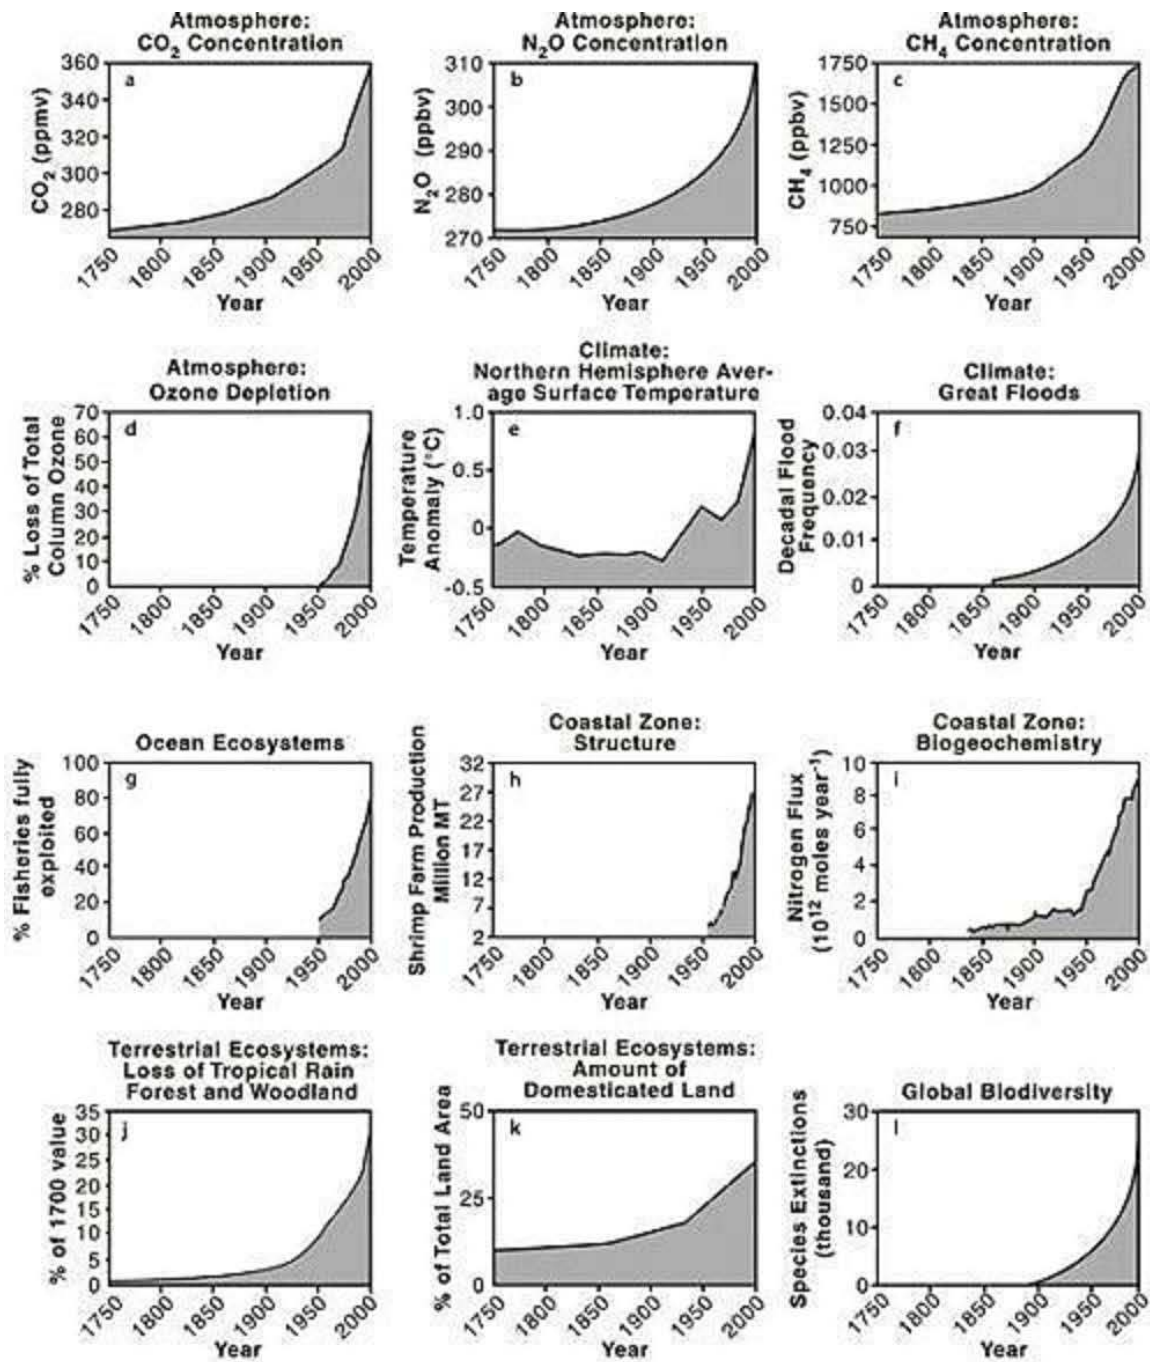 Atmosphere:
CO2 Concentration
CO2 (ppmv)
360
340
320
300
280
a
1750
1800
1850
1900
1950
2000
Year
Atmosphere:
N2O Concentration
N2O (ppbv)
310
300
290
280
270
b
1750
1800
1850
1900
1950
2000
Year
Atmosphere:
CH4 Concentration
CH4 (ppbv)
1750
1500
1250
1000
750
c
1750
1800
1850
1900
1950
2000
Year
Atmosphere:
Ozone Depletion
% Loss of Total
Column Ozone
70
60
50
40
30
20
10
0
d
1750
1800
1850
1900
1950
2000
Year
Climate:
Northern Hemisphere Aver-
age Surface Temperature
Temperature
Anomaly (°C)
1.0
0.5
0
-0.5
e
1750
1800
1850
1900
1950
2000
Year
Climate:
Great Floods
Decadal Flood
Frequency
0.04
0.03
0.02
0.01
0
f
1750
1800
1850
1900
1950
2000
Year
Ocean Ecosystems
% Fisheries fully
exploited
100
80
60
40
20
0
g
1750
1800
1850
1900
1950
2000
Year
Coastal Zone:
Structure
Shrimp Farm Production
Million MT
32
27
22
17
12
7
2
h
1750
1800
1850
1900
1950
2000
Year
Coastal Zone:
Biogeochemistry
Nitrogen Flux
(10^12 moles year^-1)
10
8
6
4
2
0
i
1750
1800
1850
1900
1950
2000
Year
Terrestrial Ecosystems:
Loss of Tropical Rain
Forest and Woodland
% of 1700 value
35
30
25
20
15
10
5
0
j
1750
1800
1850
1900
1950
2000
Year
Terrestrial Ecosystems:
Amount of
Domesticated Land
% of Total Land Area
50
25
0
k
1750
1800
1850
1900
1950
2000
Year
Global Biodiversity
Species Extinctions
(thousand)
30
20
10
0
l
1750
1800
1850
1900
1950
2000
Year